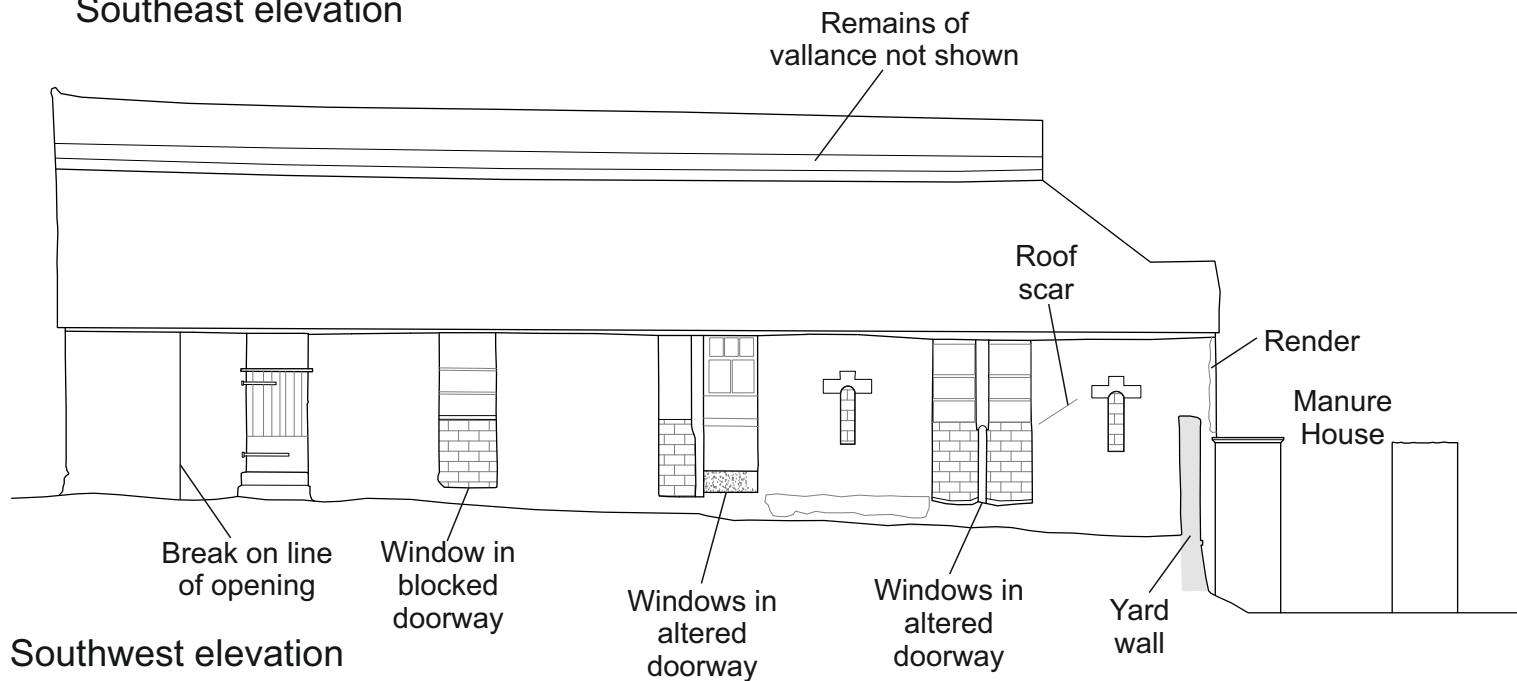 Southeast elevation
Remains of
vallance not shown
Roof
scar
Render
Manure
House
Break on line
of opening
Window in
blocked
doorway
Windows in
altered
doorway
Windows in
altered
doorway
Yard
wall
Southwest elevation